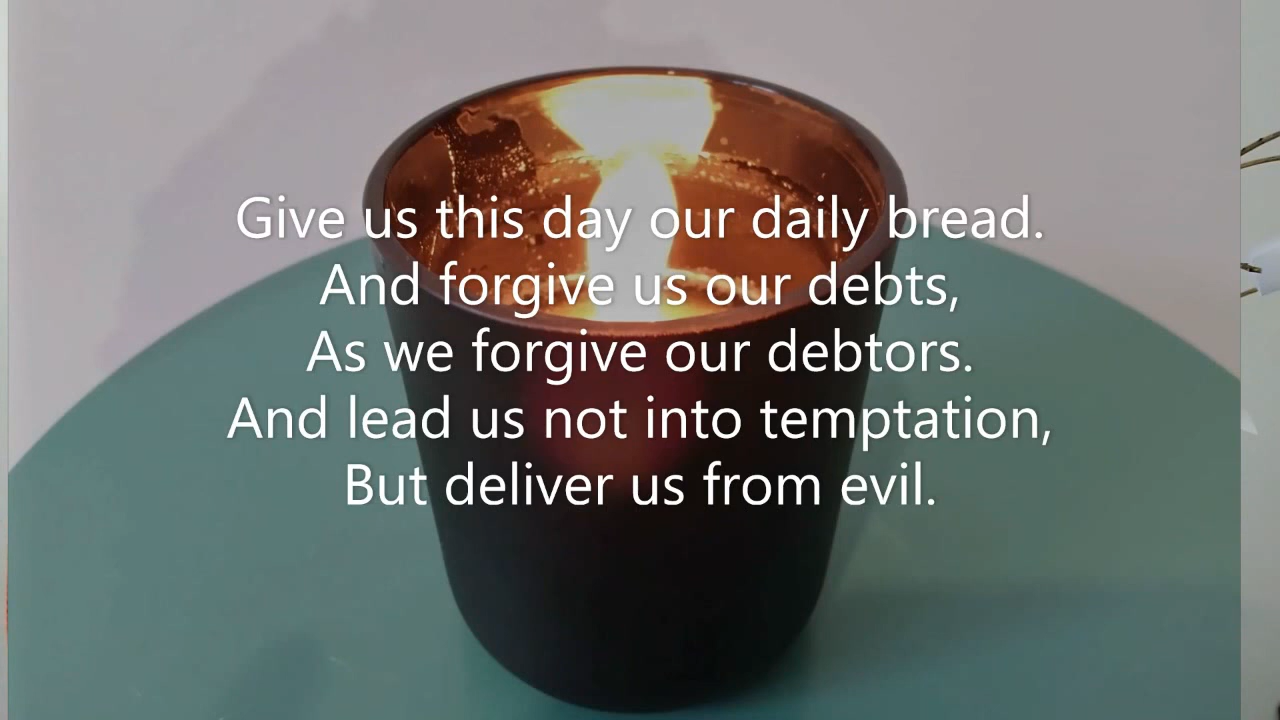 Give us this day our daily bread.
And forgive us our debts,
As we forgive our debtors.
And lead us not into temptation,
But deliver us from evil.